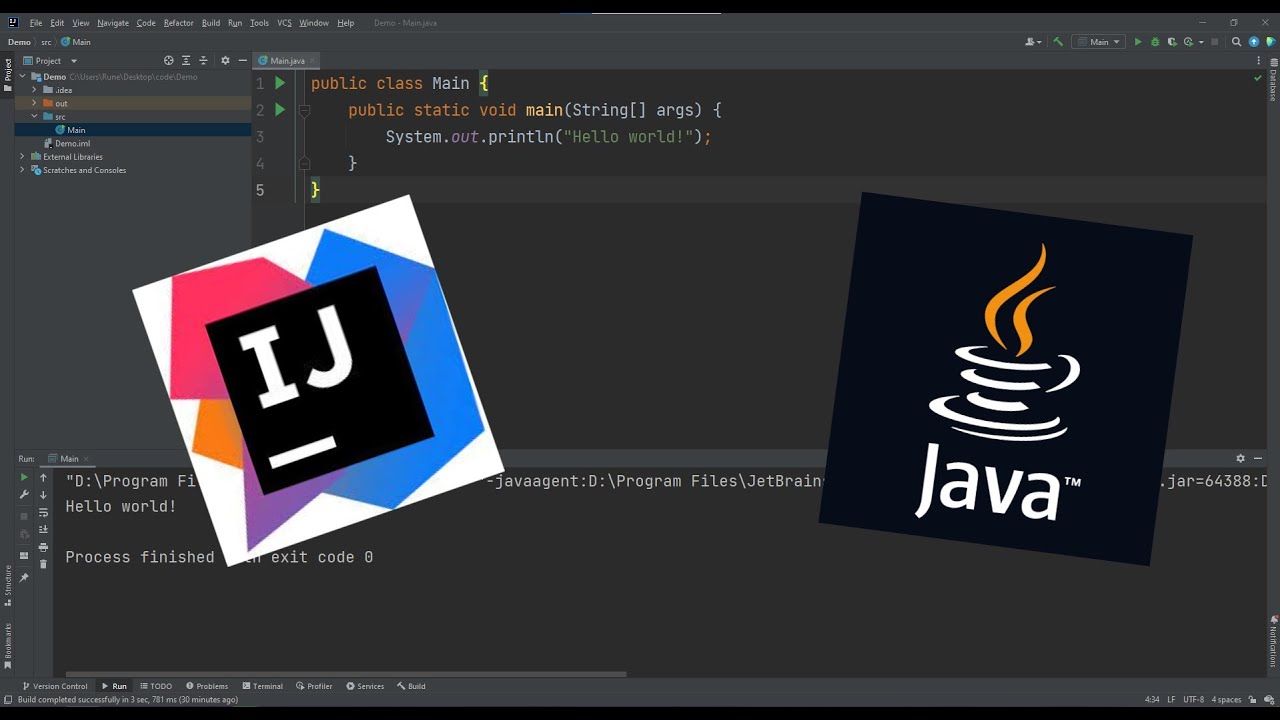 IJ File Edit View Navigate Code Refactor Build Run Tools VCS Window Help Demo - Main.java
Demo src Main Main
Project Main.java
Demo C:\Users\Rune\Desktop\code\Demo
.idea
out
src
Main
Demo.iml
External Libraries
Scratches and Consoles
Project
Database
1 public class Main {
2 public static void main(String[] args) {
3 System.out.println("Hello world!");
4 }
5 }
IJ
Java™
Run: Main
"D:\Program Fi -javaagent:D:\Program Files\JetBrains .jar=64388:D
Hello world!
Process finished exit code 0
Structure
Bookmarks
Notifications
Version Control Run TODO Problems Terminal Profiler Services Build
Build completed successfully in 3 sec, 781 ms (30 minutes ago) 4:34 LF UTF-8 4 spaces